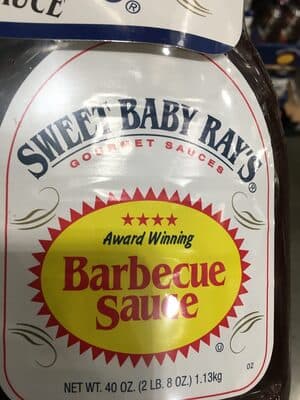 SWEET BABY RAY'S®
GOURMET SAUCES
Award Winning
Barbecue
Sauce
NET WT. 40 OZ. (2 LB. 8 OZ.) 1.13kg
OZ